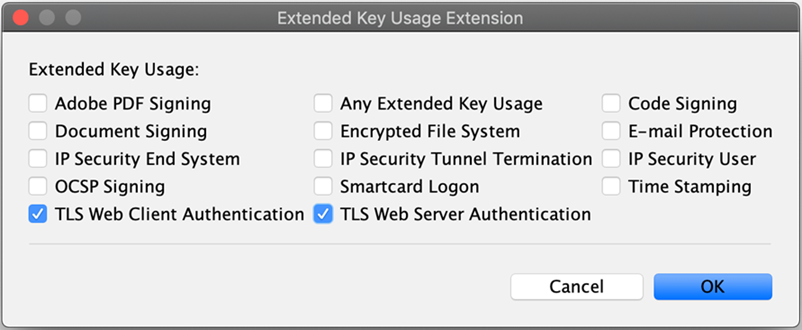 Extended Key Usage Extension
Extended Key Usage:
Adobe PDF Signing Any Extended Key Usage Code Signing
Document Signing Encrypted File System E-mail Protection
IP Security End System IP Security Tunnel Termination IP Security User
OCSP Signing Smartcard Logon Time Stamping
TLS Web Client Authentication TLS Web Server Authentication
Cancel OK